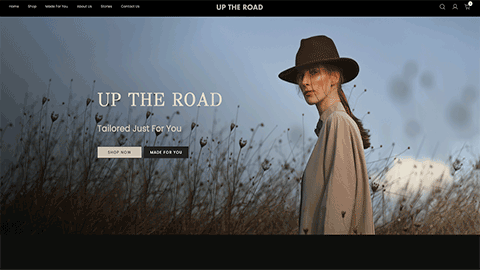 Home Shop Made For You About Us Stories Contact Us
UP THE ROAD
0
UP THE ROAD
Tailored Just For You
SHOP NOW
MADE FOR YOU